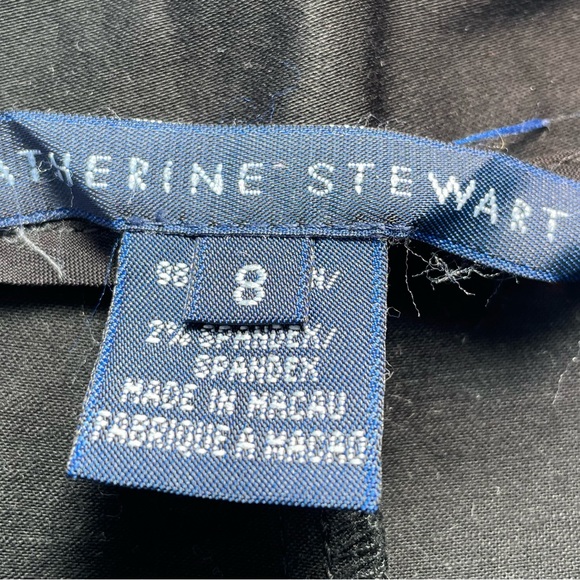 ATHERINE STEWART
8
98 N/
2% SPANDEX/
SPANDEX
MADE IN MACAU
FABRIQUE A MACAO